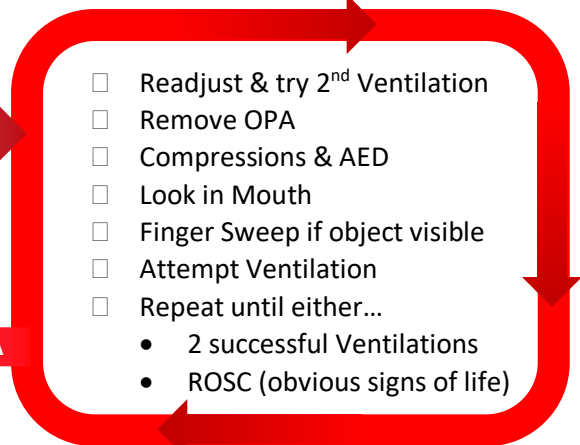 ☐ Readjust & try 2nd Ventilation
☐ Remove OPA
☐ Compressions & AED
☐ Look in Mouth
☐ Finger Sweep if object visible
☐ Attempt Ventilation
☐ Repeat until either…
• 2 successful Ventilations
• ROSC (obvious signs of life)